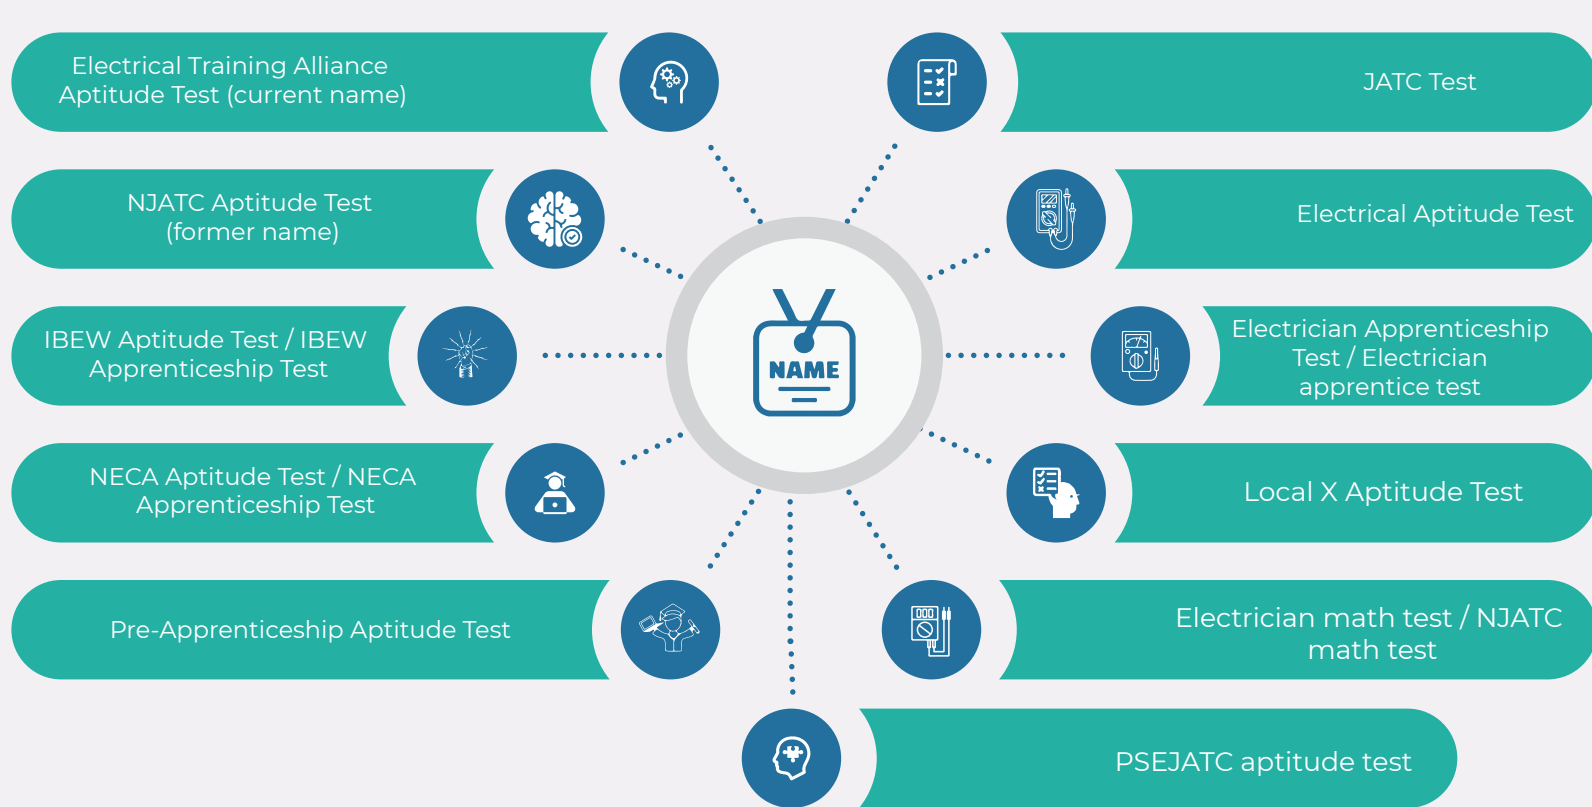 Electrical Training Alliance
Aptitude Test (current name)
JATC Test
NJATC Aptitude Test
(former name)
Electrical Aptitude Test
IBEW Aptitude Test / IBEW
Apprenticeship Test
NAME
Electrician Apprenticeship
Test / Electrician
apprentice test
NECA Aptitude Test / NECA
Apprenticeship Test
Local X Aptitude Test
Pre-Apprenticeship Aptitude Test
Electrician math test / NJATC
math test
PSEJATC aptitude test